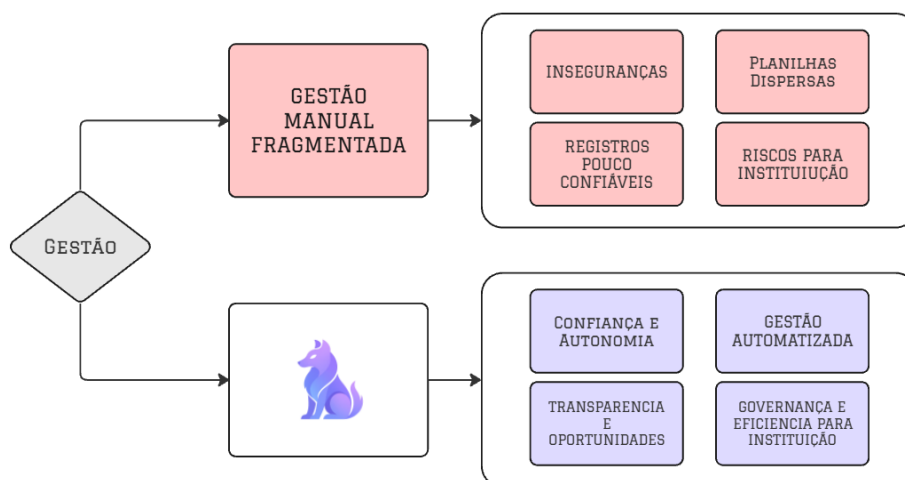 Gestão
GESTÃO
MANUAL
FRAGMENTADA
INSEGURANÇAS
Planilhas
Dispersas
REGISTROS
POUCO
CONFIÁVEIS
RISCOS PARA
INSTITUIUÇÃO
Confiança e
Autonomia
GESTÃO
AUTOMATIZADA
TRANSPARENCIA
E
OPORTUNIDADES
GOVERNANÇA E
EFICIENCIA PARA
INSTITUIÇÃO